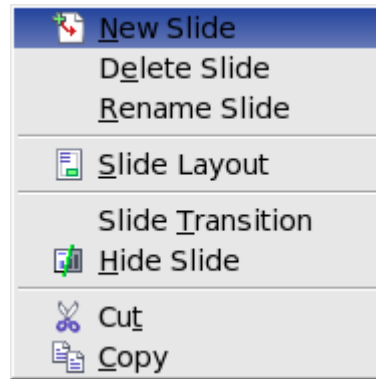 New Slide
Delete Slide
Rename Slide
Slide Layout
Slide Transition
Hide Slide
Cut
Copy